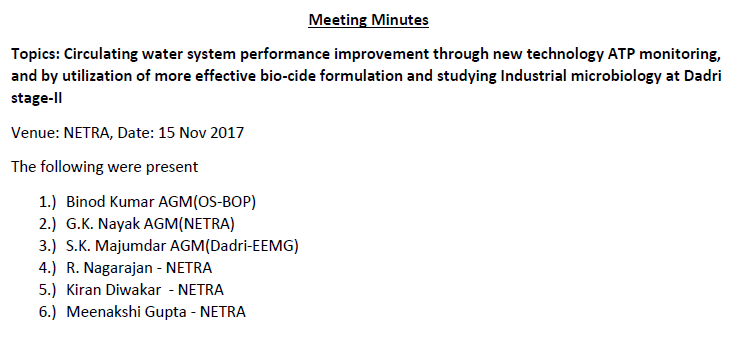 Meeting Minutes
Topics: Circulating water system performance improvement through new technology ATP monitoring,
and by utilization of more effective bio-cide formulation and studying Industrial microbiology at Dadri
stage-II
Venue: NETRA, Date: 15 Nov 2017
The following were present
1.) Binod Kumar AGM(OS-BOP)
2.) G.K. Nayak AGM(NETRA)
3.) S.K. Majumdar AGM(Dadri-EEMG)
4.) R. Nagarajan - NETRA
5.) Kiran Diwakar - NETRA
6.) Meenakshi Gupta - NETRA